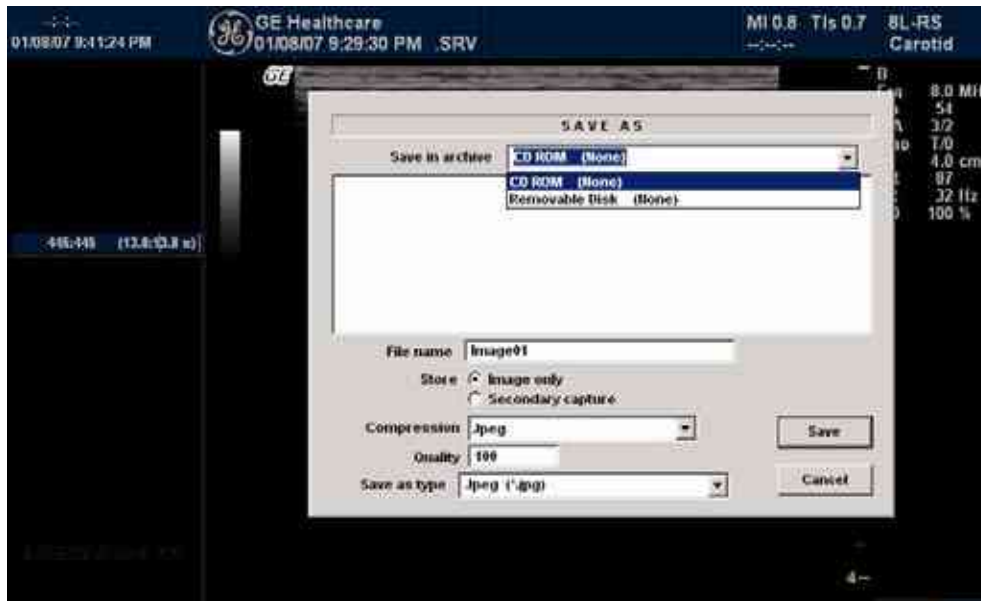 -:-:-
01/08/07 9:41:24 PM
GE Healthcare
01/08/07 9:29:30 PM SRV
MI 0.8 TIs 0.7
--:--:--
8L-RS
Carotid
GE
B
8.0
54
3/2
T/0
4.0 cm
87
32 Hz
100 %
SAVE AS
Save in archive
CD ROM (None)
CD ROM (None)
Removable Disk (None)
File name
Image01
Store
Image only
Secondary capture
Compression
Jpeg
Quality
100
Save as type
Jpeg (*.jpg)
Save
Cancel
4